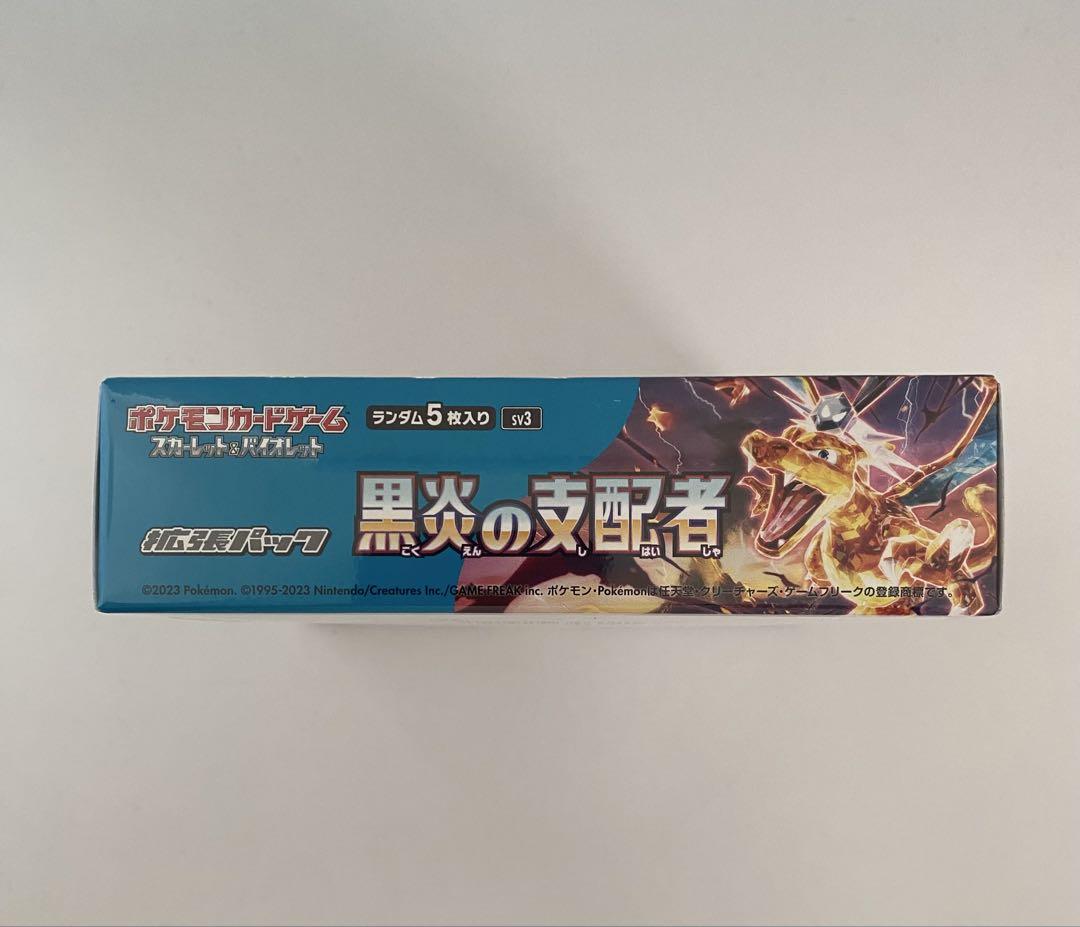 ポケモンカードゲーム
スカーレット&バイオレット
ランダム5枚入り sv3
拡張パック
黒炎の支配者
こく えん し はい しゃ
©2023 Pokémon. ©1995-2023 Nintendo/Creatures Inc./GAME FREAK inc. ポケモン・Pokémonは任天堂・クリーチャーズ・ゲームフリークの登録商標です。